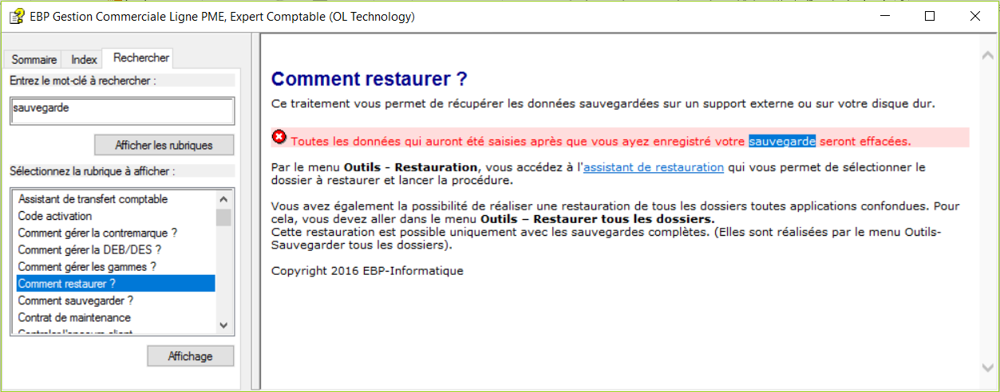 EBP Gestion Commerciale Ligne PME, Expert Comptable (OL Technology)
Sommaire Index Rechercher
Entrez le mot-clé à rechercher :
sauvegarde
Afficher les rubriques
Sélectionnez la rubrique à afficher :
Assistant de transfert comptable
Code activation
Comment gérer la contremarque ?
Comment gérer la DEB/DES ?
Comment gérer les gammes ?
Comment restaurer ?
Comment sauvegarder ?
Contrat de maintenance
Affichage
Comment restaurer ?
Ce traitement vous permet de récupérer les données sauvegardées sur un support externe ou sur votre disque dur.
Toutes les données qui auront été saisies après que vous ayez enregistré votre sauvegarde seront effacées.
Par le menu Outils - Restauration, vous accédez à l'assistant de restauration qui vous permet de sélectionner le
dossier à restaurer et lancer la procédure.
Vous avez également la possibilité de réaliser une restauration de tous les dossiers toutes applications confondues. Pour
cela, vous devez aller dans le menu Outils – Restaurer tous les dossiers.
Cette restauration est possible uniquement avec les sauvegardes complètes. (Elles sont réalisées par le menu Outils-
Sauvegarder tous les dossiers).
Copyright 2016 EBP-Informatique